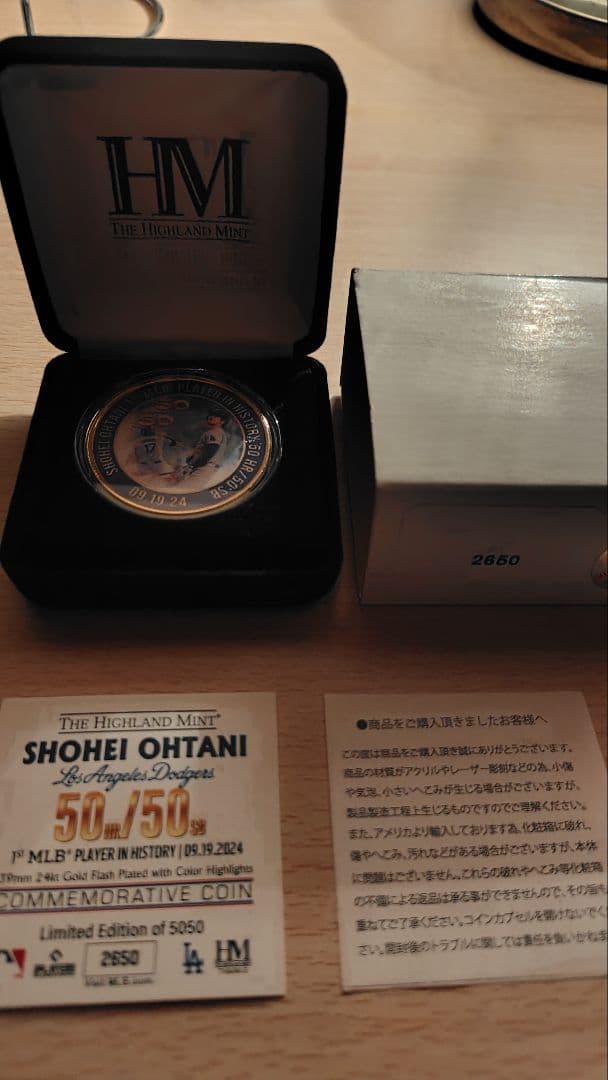 HM
THE HIGHLAND MINT
SHOHEI OHTANI
PLAYER IN HISTORY 50 HR/50 SB
09.19.24
2650
THE HIGHLAND MINT®
SHOHEI OHTANI
Los Angeles Dodgers
50HR/50SB
1ST MLB® PLAYER IN HISTORY | 09.19.2024
39mm 24kt Gold Flash Plated with Color Highlights
COMMEMORATIVE COIN
Limited Edition of 5050
2650
LA
HM
Visit MLB.com
●商品をご購入頂きましたお客様へ
この度は商品をご購入頂き誠にありがとうございます。
商品の材質がアクリルやレーザー彫刻などの為、小傷
や気泡、小さいへこみが生じる場合がございますが、
製品製造工程上生じるものですのでご理解ください。
また、アメリカより輸入しております為、化粧箱に破れ、
傷やへこみ、汚れなどがある場合がございますが、本体
に問題はございません。これらの破れやへこみ等化粧箱
の不備による返品は承る事ができませんので、その旨も
重ねてご了承ください。コインカプセルを開けないでく
さい。開封後のトラブルに関しては責任を負いかねま